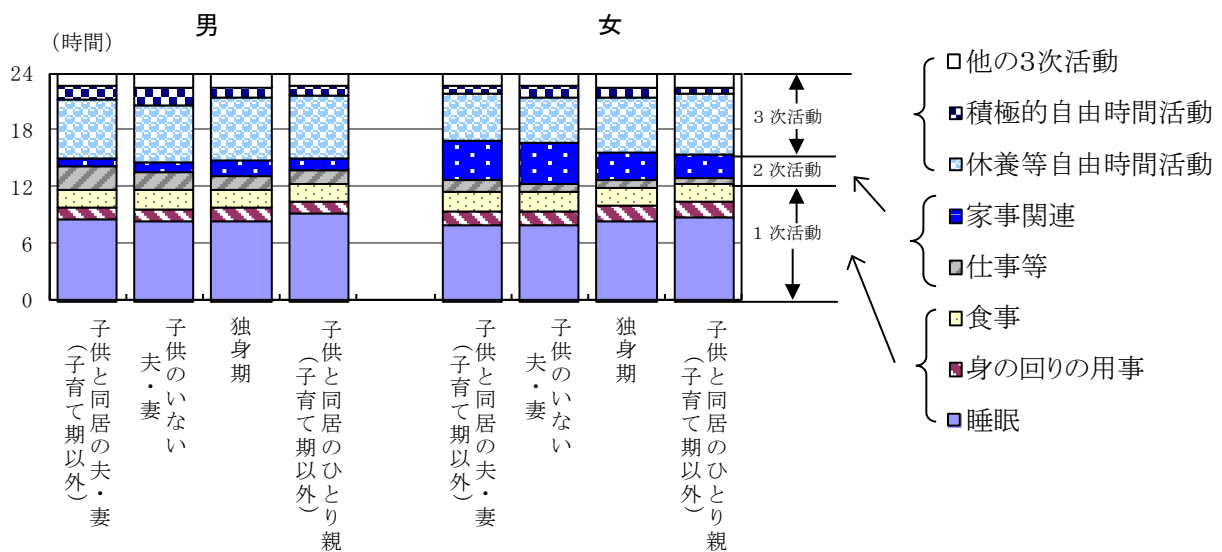 男
女
（時間）
24
18
12
6
0
3次活動
2次活動
1次活動
子供と同居の夫・妻
（子育て期以外）
子供のいない
夫・妻
独身期
子供と同居のひとり親
（子育て期以外）
子供と同居の夫・妻
（子育て期以外）
子供のいない
夫・妻
独身期
子供と同居のひとり親
（子育て期以外）
他の3次活動
積極的自由時間活動
休養等自由時間活動
家事関連
仕事等
食事
身の回りの用事
睡眠